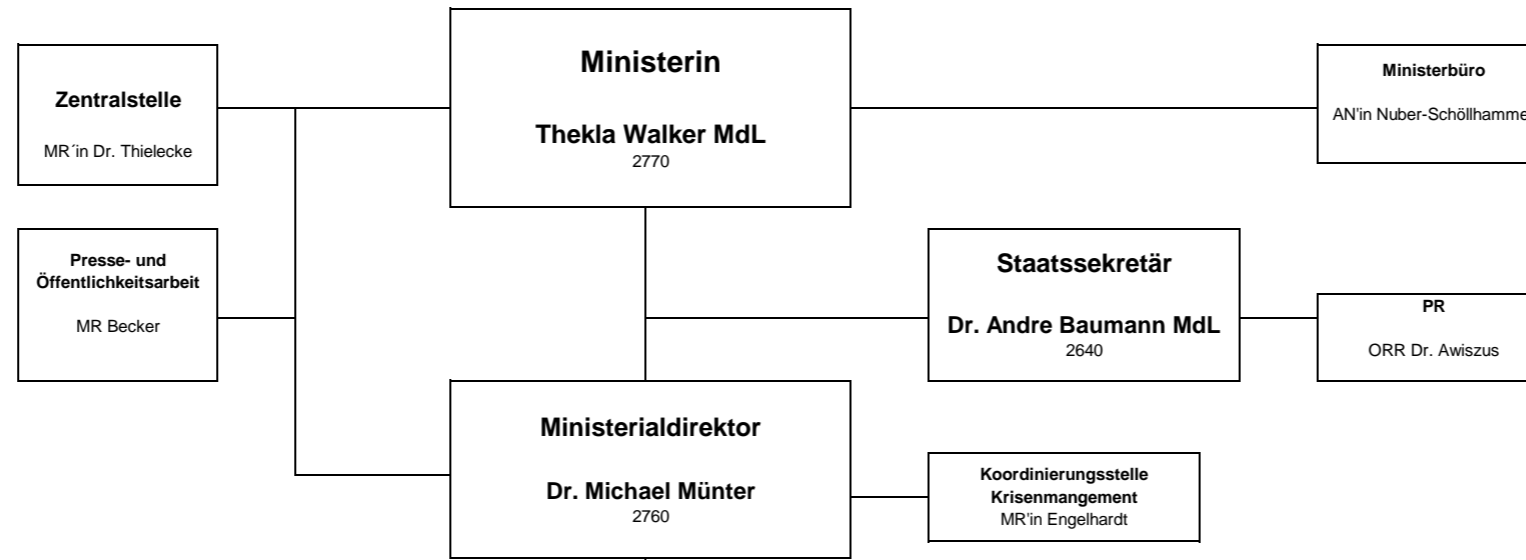 Ministerin
Thekla Walker MdL
2770
Zentralstelle
MR´in Dr. Thielecke
Ministerbüro
AN'in Nuber-Schöllhamme
Presse- und
Öffentlichkeitsarbeit
MR Becker
Staatssekretär
Dr. Andre Baumann MdL
2640
PR
ORR Dr. Awiszus
Ministerialdirektor
Dr. Michael Münter
2760
Koordinierungsstelle
Krisenmangement
MR'in Engelhardt